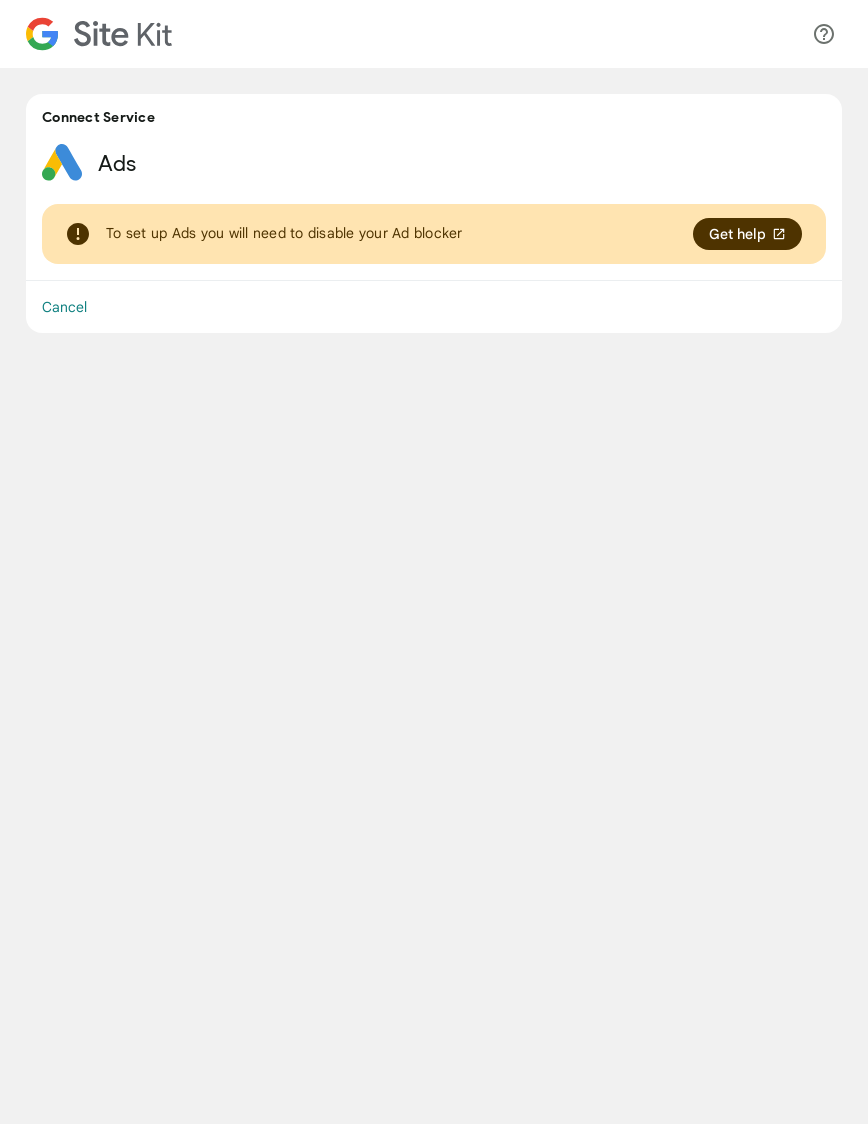 Site Kit
Connect Service
Ads
To set up Ads you will need to disable your Ad blocker
Get help
Cancel